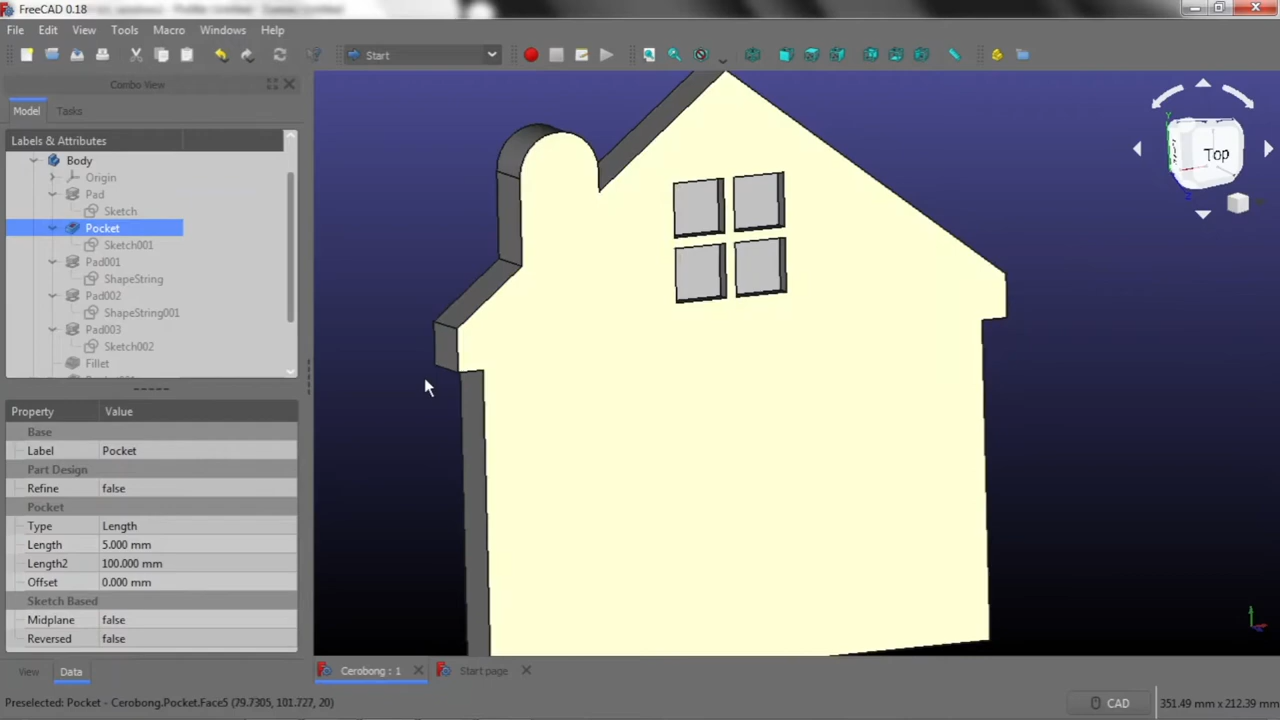 FreeCAD 0.18
File Edit View Tools Macro Windows Help
Start
Combo View
Model Tasks
Labels & Attributes
Body
Origin
Pad
Sketch
Pocket
Sketch001
Pad001
ShapeString
Pad002
ShapeString001
Pad003
Sketch002
Fillet
Top
Property Value
Base
Label Pocket
Part Design
Refine false
Pocket
Type Length
Length 5.000 mm
Length2 100.000 mm
Offset 0.000 mm
Sketch Based
Midplane false
Reversed false
View Data
Cerobong : 1 Start page
Preselected: Pocket - Cerobong.Pocket.Face5 (79.7305, 101.727, 20)
CAD
351.49 mm x 212.39 mm